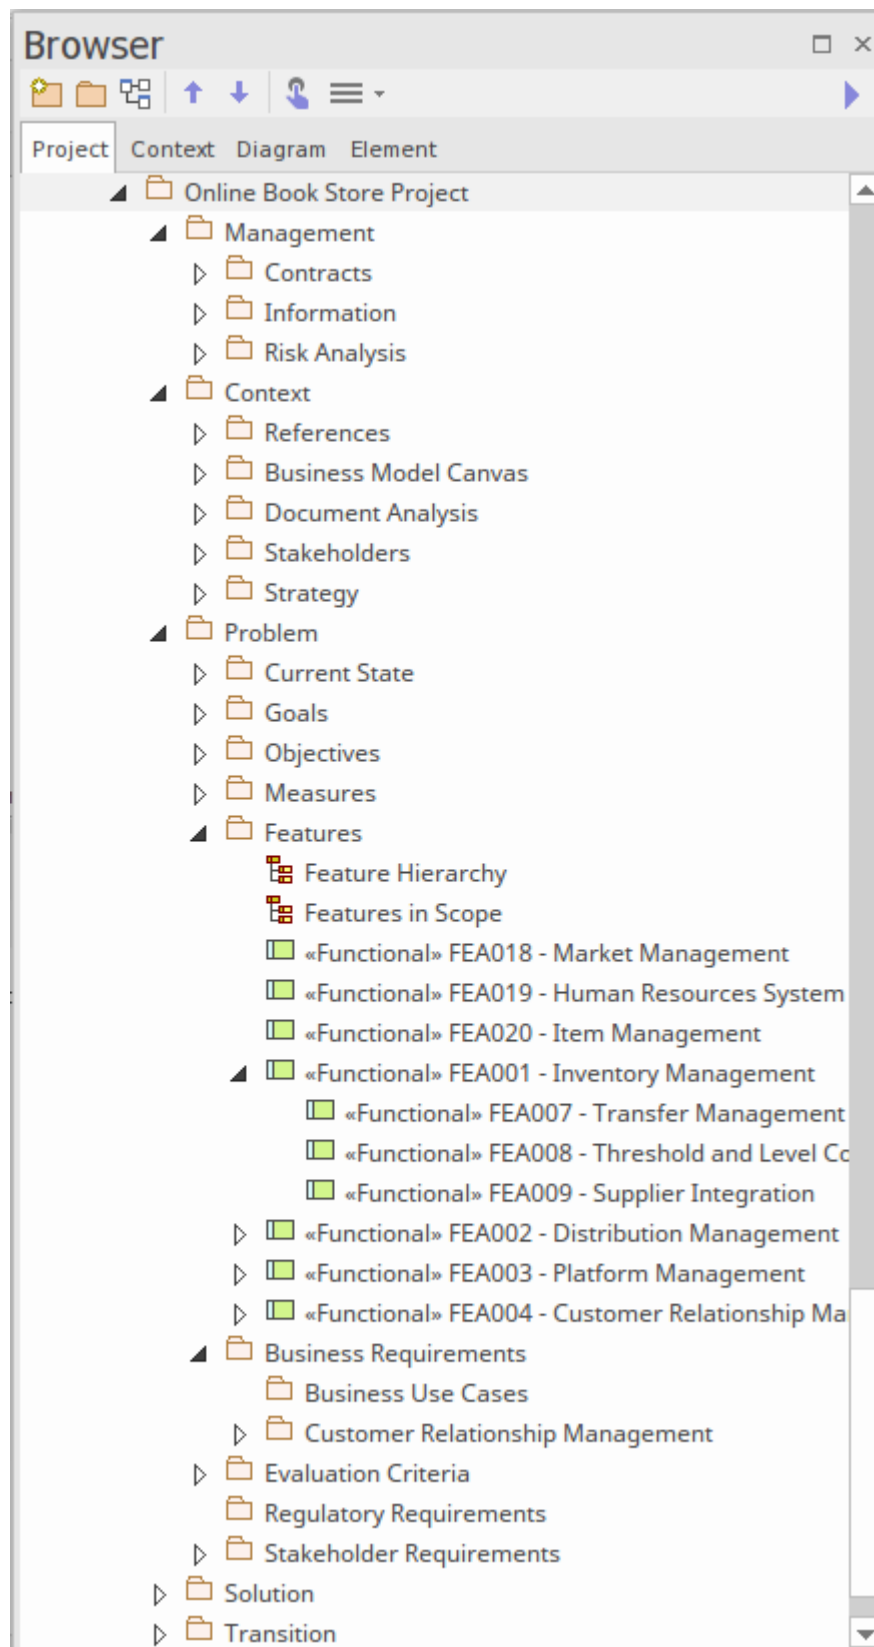 Browser
Project Context Diagram Element
Online Book Store Project
Management
Contracts
Information
Risk Analysis
Context
References
Business Model Canvas
Document Analysis
Stakeholders
Strategy
Problem
Current State
Goals
Objectives
Measures
Features
Feature Hierarchy
Features in Scope
«Functional» FEA018 - Market Management
«Functional» FEA019 - Human Resources System
«Functional» FEA020 - Item Management
«Functional» FEA001 - Inventory Management
«Functional» FEA007 - Transfer Management
«Functional» FEA008 - Threshold and Level Co
«Functional» FEA009 - Supplier Integration
«Functional» FEA002 - Distribution Management
«Functional» FEA003 - Platform Management
«Functional» FEA004 - Customer Relationship Ma
Business Requirements
Business Use Cases
Customer Relationship Management
Evaluation Criteria
Regulatory Requirements
Stakeholder Requirements
Solution
Transition